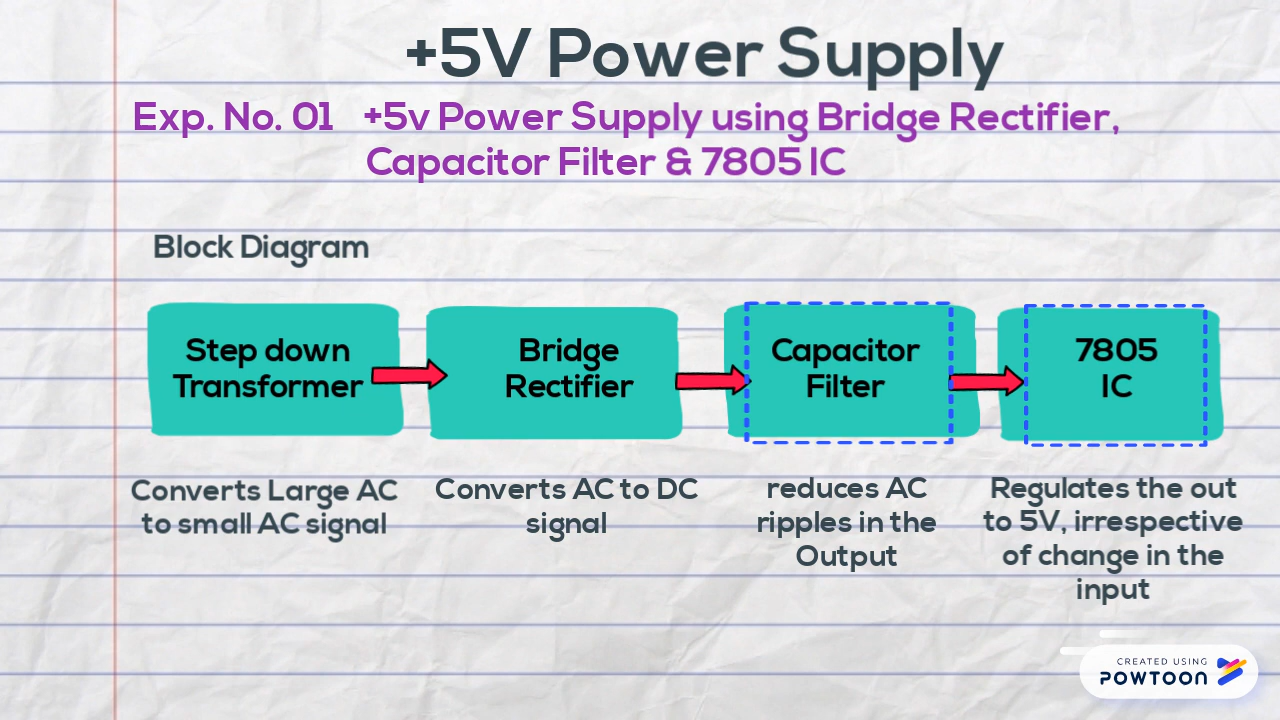 +5V Power Supply
Exp. No. 01 +5v Power Supply using Bridge Rectifier,
Capacitor Filter & 7805 IC
Block Diagram
Step down
Transformer
Bridge
Rectifier
Capacitor
Filter
7805
IC
Converts Large AC
to small AC signal
Converts AC to DC
signal
reduces AC
ripples in the
Output
Regulates the out
to 5V, irrespective
of change in the
input
CREATED USING
POWTOON